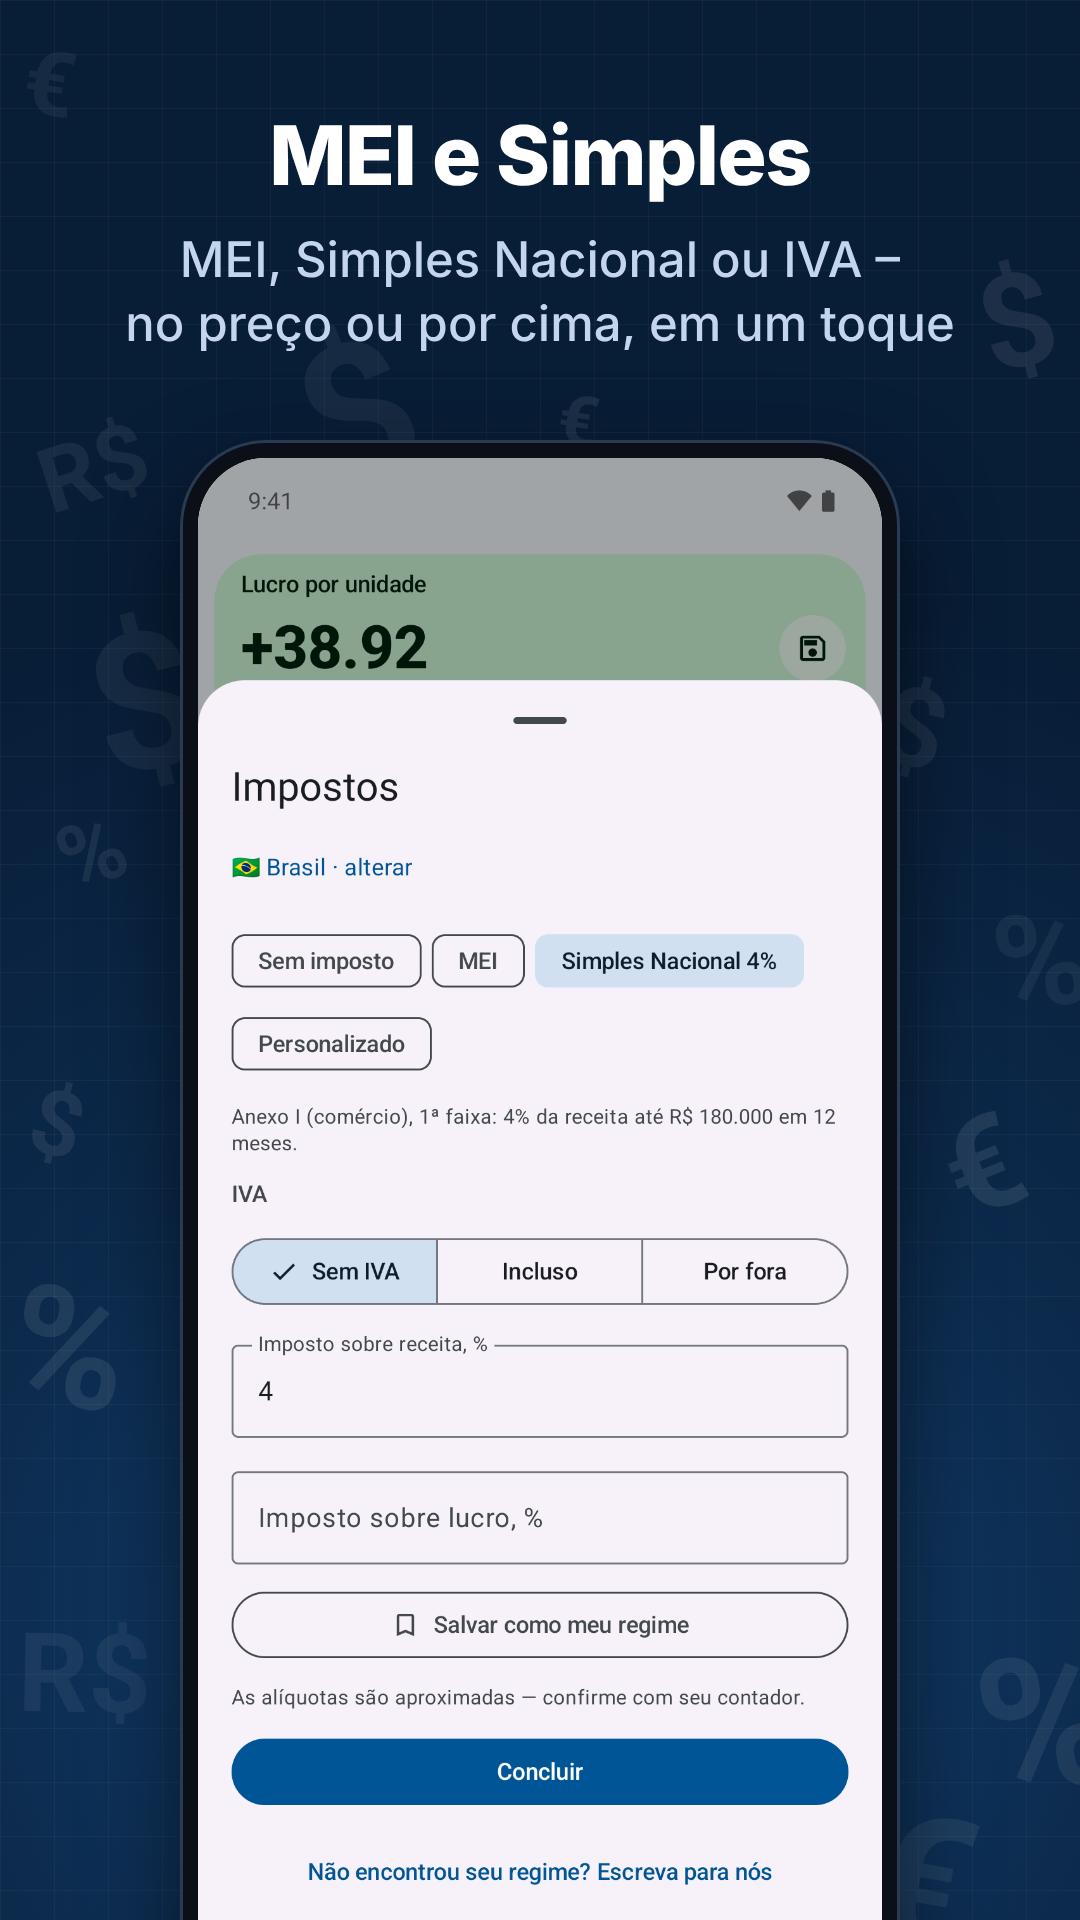 MEI e Simples
MEI, Simples Nacional ou IVA –
no preço ou por cima, em um toque
9:41
Lucro por unidade
+38.92
Impostos
🇧🇷 Brasil · alterar
Sem imposto
MEI
Simples Nacional 4%
Personalizado
Anexo I (comércio), 1ª faixa: 4% da receita até R$ 180.000 em 12
meses.
IVA
Sem IVA
Incluso
Por fora
Imposto sobre receita, %
4
Imposto sobre lucro, %
Salvar como meu regime
As alíquotas são aproximadas — confirme com seu contador.
Concluir
Não encontrou seu regime? Escreva para nós